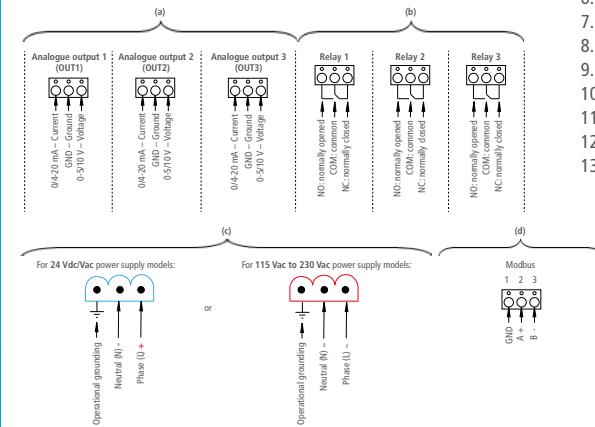 (a)
(b)
Analogue output 1
(OUT1)
Analogue output 2
(OUT2)
Analogue output 3
(OUT3)
Relay 1
Relay 2
Relay 3
0/4-20 mA – Current
GND – Ground
0-5/10 V – Voltage
0/4-20 mA – Current
GND – Ground
0-5/10 V – Voltage
0/4-20 mA – Current
GND – Ground
0-5/10 V – Voltage
NO: normally opened
COM: common
NC: normally closed
NO: normally opened
COM: common
NC: normally closed
NO: normally opened
COM: common
NC: normally closed
7.
8.
9.
10
11
12
13
(c)
(d)
For 24 Vdc/Vac power supply models:
or
For 115 Vac to 230 Vac power supply models:
Modbus
1 2 3
Operational grounding
Neutral (N) -
Phase (L) +
Operational grounding
Neutral (N) ~
Phase (L) ~
GND
A +
B -